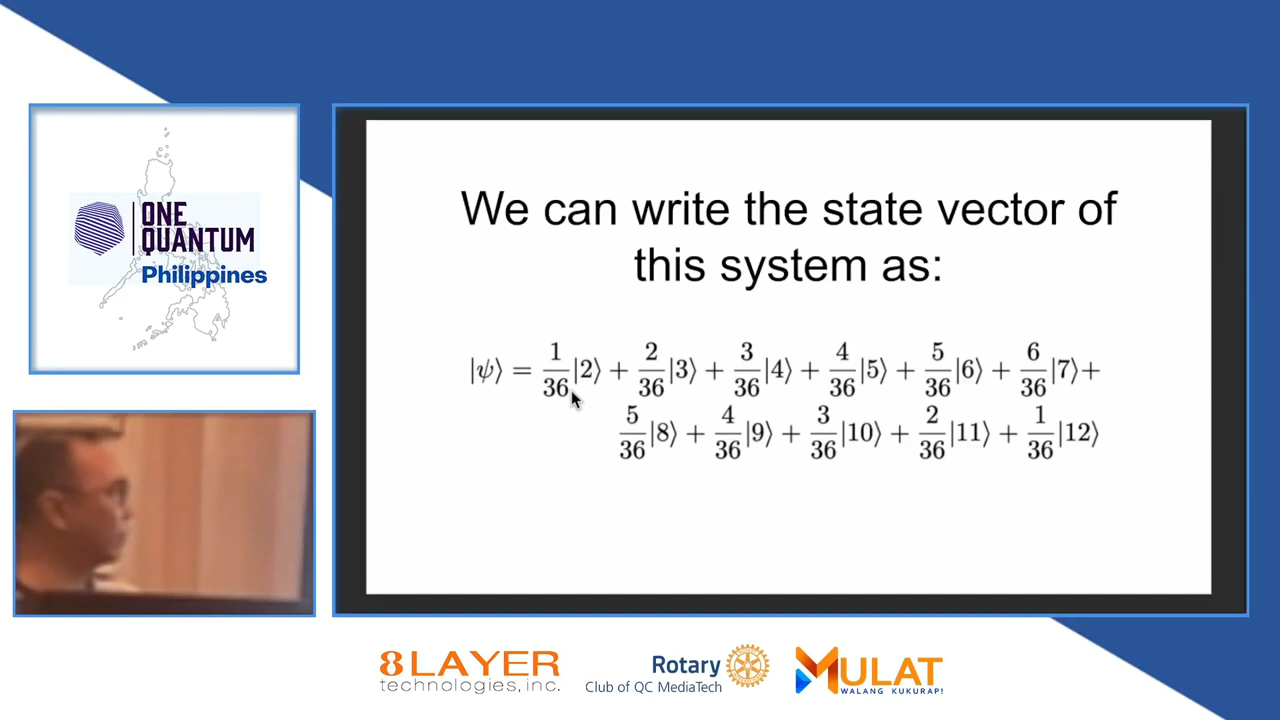 ONE
QUANTUM
Philippines
We can write the state vector of
this system as:
|ψ⟩ = 1/36|2⟩ + 2/36|3⟩ + 3/36|4⟩ + 4/36|5⟩ + 5/36|6⟩ + 6/36|7⟩+
5/36|8⟩ + 4/36|9⟩ + 3/36|10⟩ + 2/36|11⟩ + 1/36|12⟩
8LAYER
technologies, inc.
Rotary
Club of QC MediaTech
MULAT
WALANG KUKURAP!